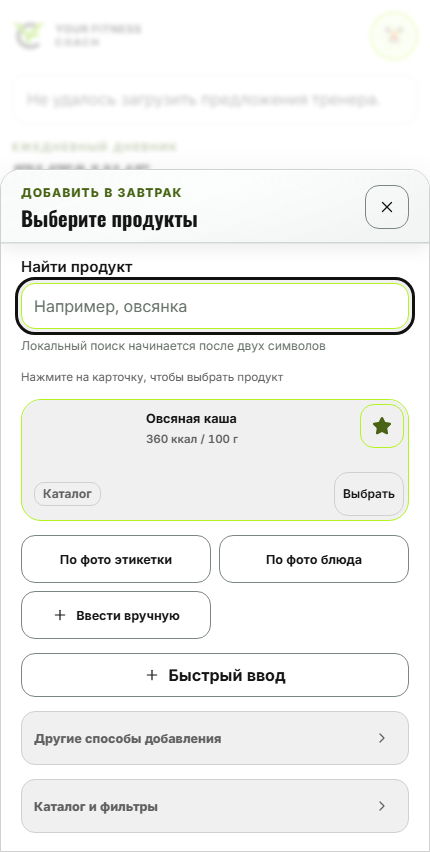 YOUR FITNESS
COACH
Не удалось загрузить предложения тренера.
ЕЖЕДНЕВНЫЙ ДНЕВНИК
ДОБАВИТЬ В ЗАВТРАК
Выберите продукты
Найти продукт
Например, овсянка
Локальный поиск начинается после двух символов
Нажмите на карточку, чтобы выбрать продукт
Овсяная каша
360 ккал / 100 г
Каталог
Выбрать
По фото этикетки
По фото блюда
Ввести вручную
Быстрый ввод
Другие способы добавления
Каталог и фильтры